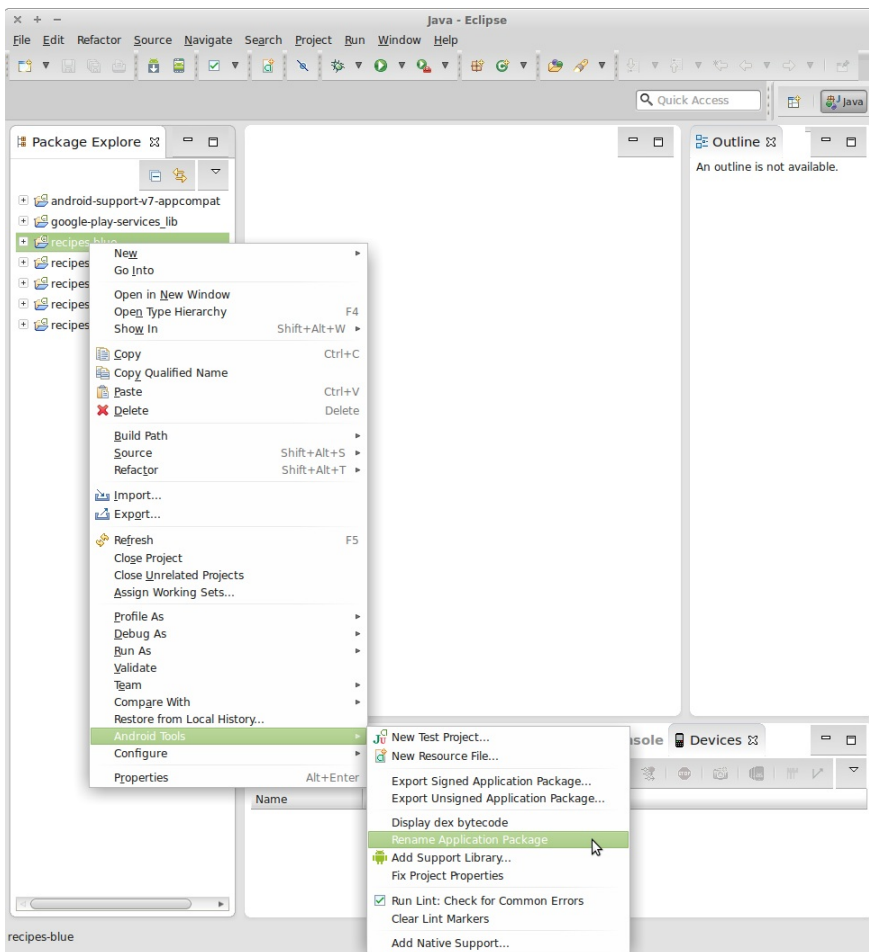 Java - Eclipse
File Edit Refactor Source Navigate Search Project Run Window Help
Quick Access
Java
Package Explore
android-support-v7-appcompat
google-play-services_lib
recipes-blue
recipes
recipes
recipes
recipes
New
Go Into
Open in New Window
Open Type Hierarchy F4
Show In Shift+Alt+W
Copy Ctrl+C
Copy Qualified Name
Paste Ctrl+V
Delete Delete
Build Path
Source Shift+Alt+S
Refactor Shift+Alt+T
Import...
Export...
Refresh F5
Close Project
Close Unrelated Projects
Assign Working Sets...
Profile As
Debug As
Run As
Validate
Team
Compare With
Restore from Local History...
Android Tools
Configure
Properties Alt+Enter
New Test Project...
New Resource File...
Export Signed Application Package...
Export Unsigned Application Package...
Display dex bytecode
Rename Application Package
Add Support Library...
Fix Project Properties
Run Lint: Check for Common Errors
Clear Lint Markers
Add Native Support...
Outline
An outline is not available.
nsole
Devices
Name
recipes-blue